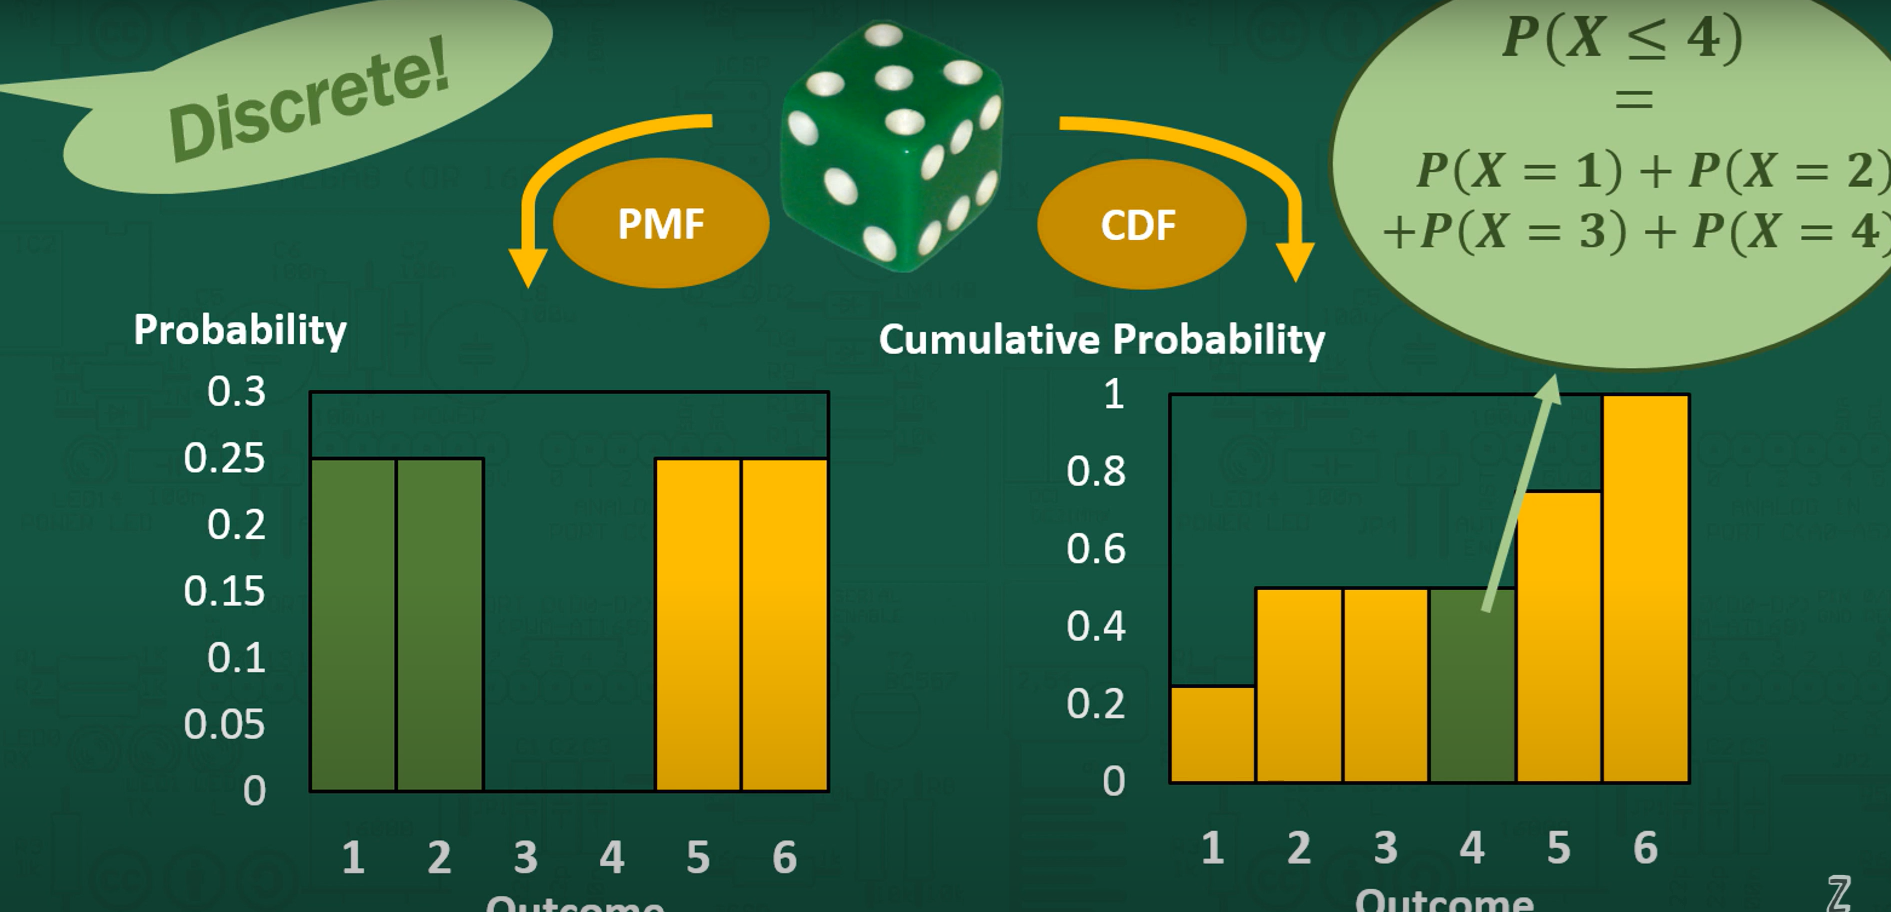 Discrete!
PMF
CDF
P(X ≤ 4)
=
P(X = 1) + P(X = 2)
+P(X = 3) + P(X = 4)
Probability
0.3
0.25
0.2
0.15
0.1
0.05
0
1 2 3 4 5 6
Outcome
Cumulative Probability
1
0.8
0.6
0.4
0.2
0
1 2 3 4 5 6
Outcome
ℤ